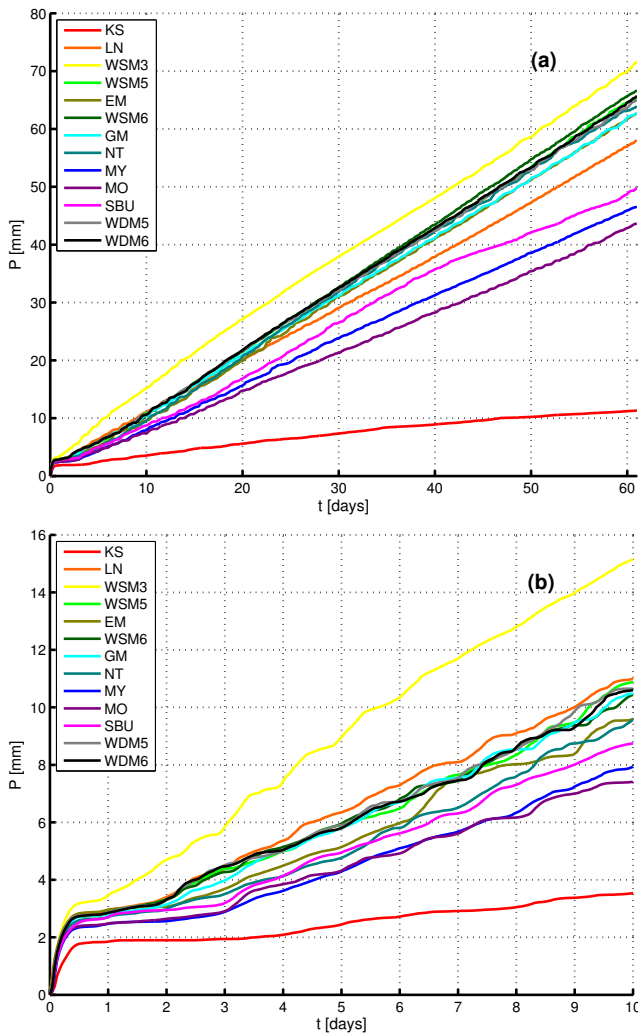 80
70
60
50
40
30
20
10
0
P [mm]
KS
LN
WSM3
WSM5
EM
WSM6
GM
NT
MY
MO
SBU
WDM5
WDM6
(a)
0 10 20 30 40 50 60
t [days]
16
14
12
10
8
6
4
2
0
P [mm]
KS
LN
WSM3
WSM5
EM
WSM6
GM
NT
MY
MO
SBU
WDM5
WDM6
(b)
0 1 2 3 4 5 6 7 8 9 10
t [days]